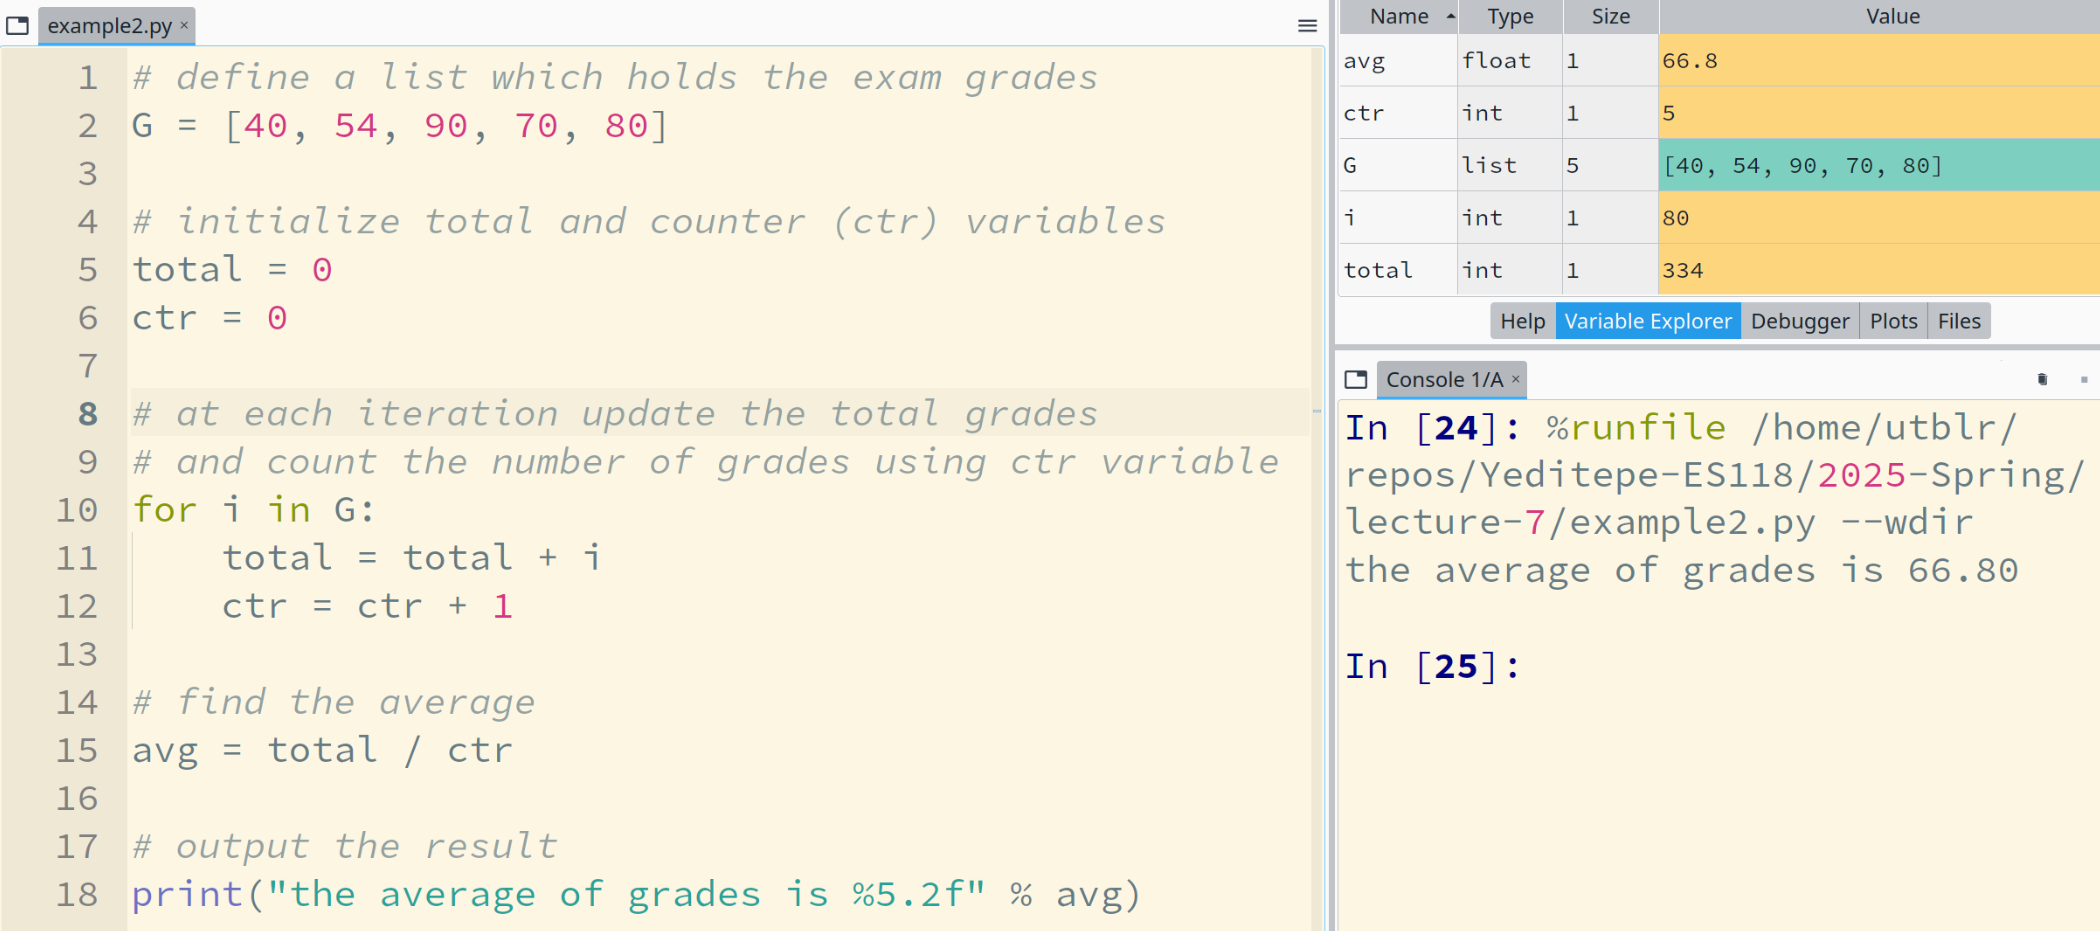 example2.py ×
1 # define a list which holds the exam grades
2 G = [40, 54, 90, 70, 80]
3
4 # initialize total and counter (ctr) variables
5 total = 0
6 ctr = 0
7
8 # at each iteration update the total grades
9 # and count the number of grades using ctr variable
10 for i in G:
11     total = total + i
12     ctr = ctr + 1
13
14 # find the average
15 avg = total / ctr
16
17 # output the result
18 print("the average of grades is %5.2f" % avg)
Name Type Size Value
avg float 1 66.8
ctr int 1 5
G list 5 [40, 54, 90, 70, 80]
i int 1 80
total int 1 334
Help Variable Explorer Debugger Plots Files
Console 1/A ×
In [24]: %runfile /home/utblr/
repos/Yeditepe-ES118/2025-Spring/
lecture-7/example2.py --wdir
the average of grades is 66.80
In [25]: